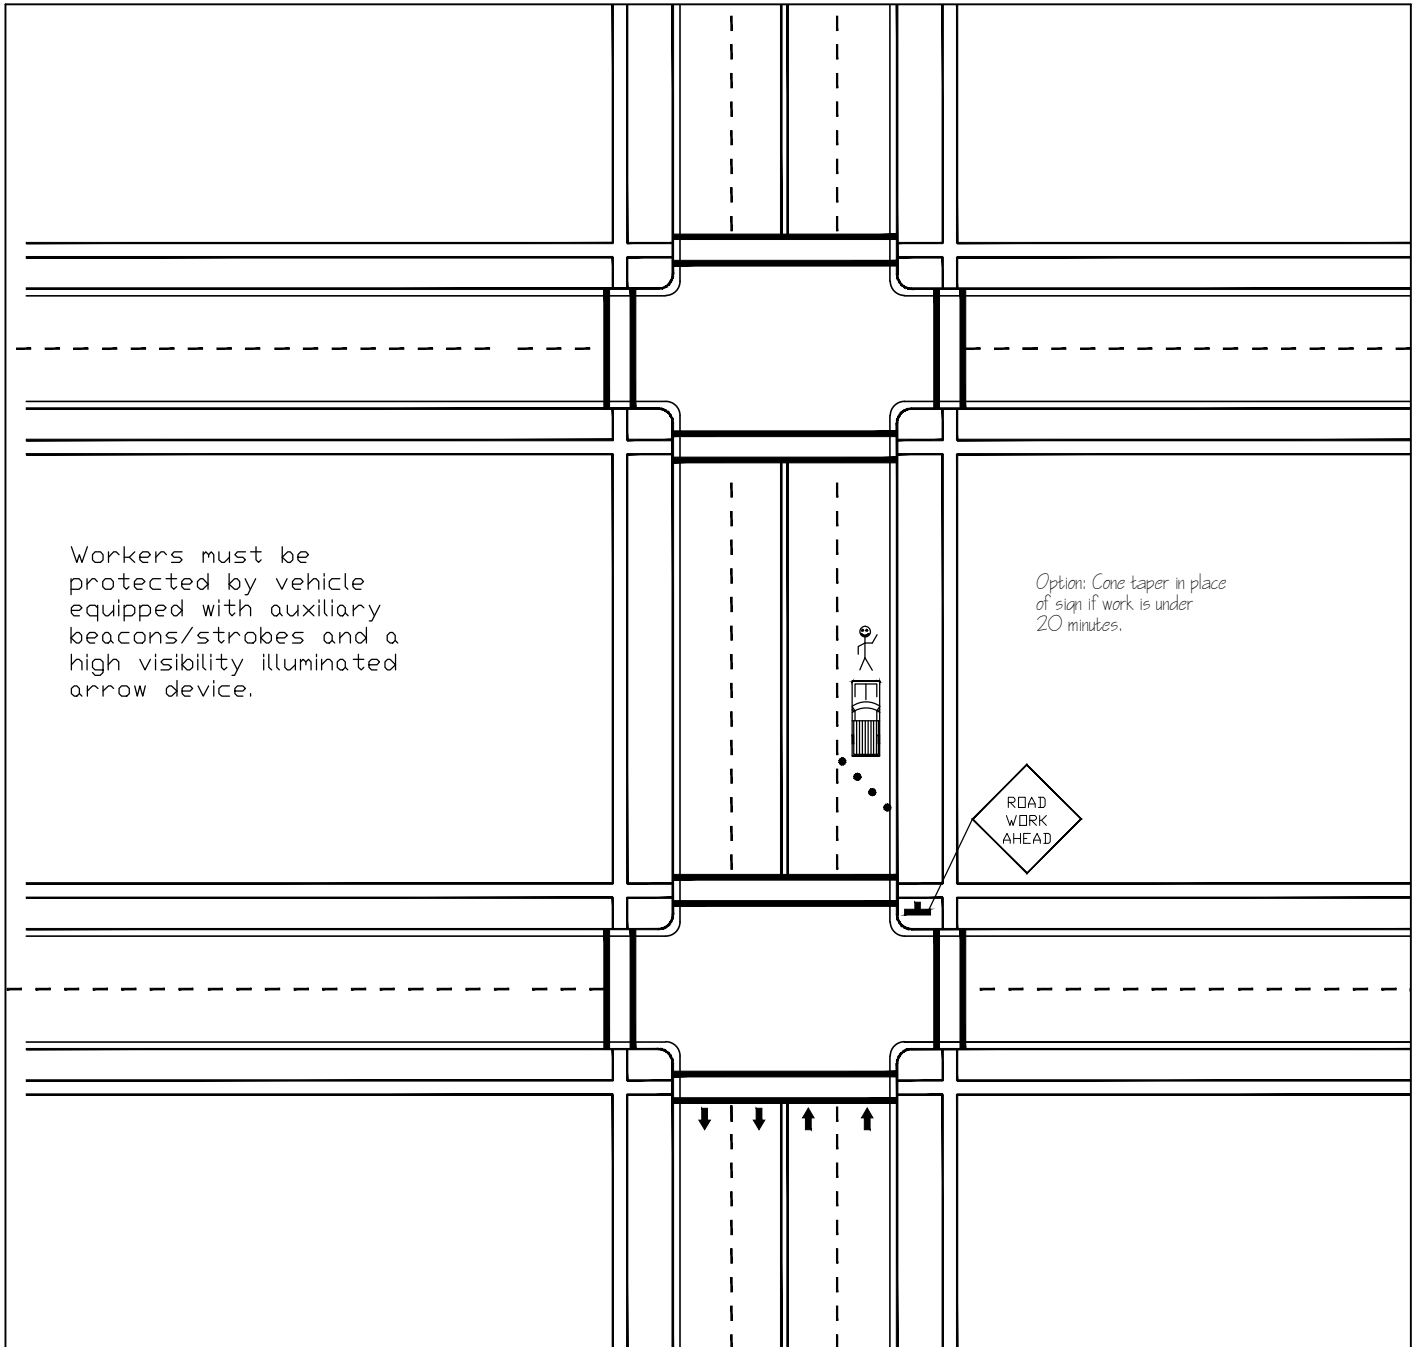 Workers must be
protected by vehicle
equipped with auxiliary
beacons/strobes and a
high visibility illuminated
arrow device.
Option: Cone taper in place
of sign if work is under
20 minutes.
ROAD
WORK
AHEAD